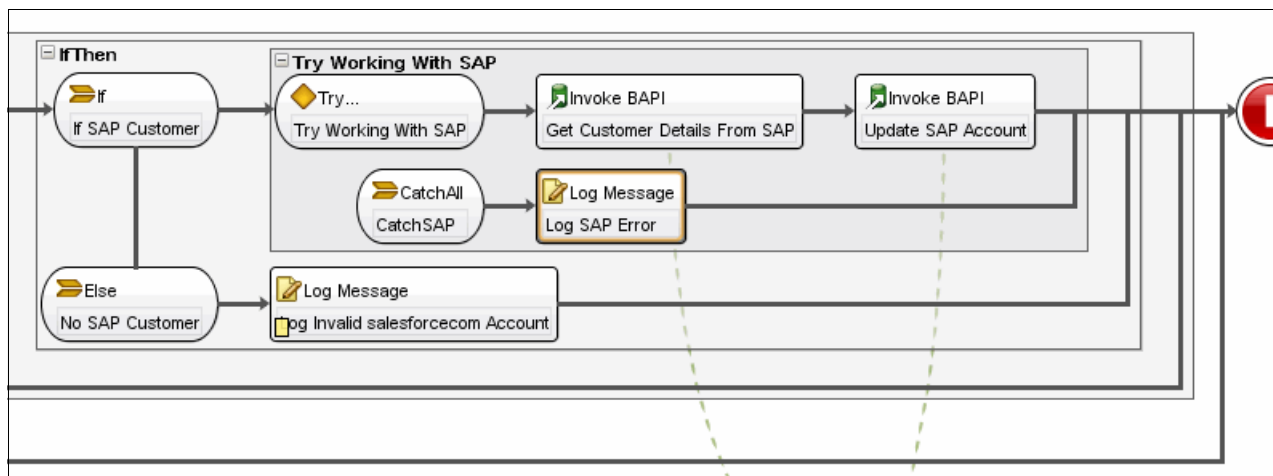 IfThen
Try Working With SAP
If
If SAP Customer
Try...
Try Working With SAP
Invoke BAPI
Get Customer Details From SAP
Invoke BAPI
Update SAP Account
CatchAll
CatchSAP
Log Message
Log SAP Error
Else
No SAP Customer
Log Message
Log Invalid salesforcecom Account